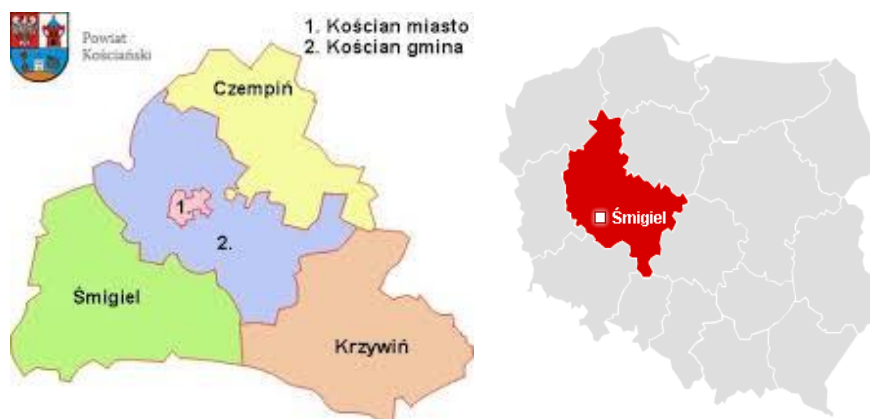 Powiat
Kościański
1. Kościan miasto
2. Kościan gmina
Czempiń
1.
2.
Śmigiel
Krzywiń
Śmigiel